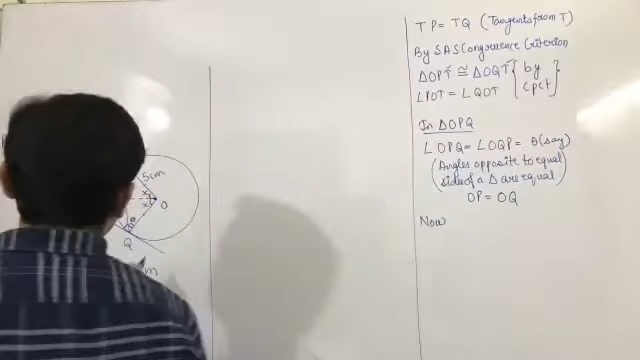 5cm
O
Q
m
TP = TQ (Tangents from T)
By SAS Congruence Criterion
ΔOPT ≅ ΔOQT { by
∠POT = ∠QOT { cpct }
In ΔOPQ
∠OPQ = ∠OQP = θ (say)
(Angles opposite to equal
sides of a Δ are equal)
OP = OQ
Now